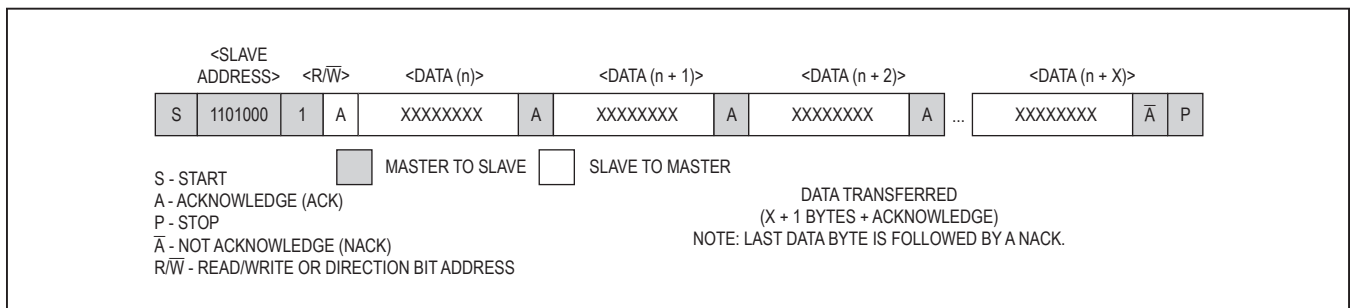 <SLAVE
ADDRESS> <R/W̅> <DATA (n)> <DATA (n + 1)> <DATA (n + 2)> <DATA (n + X)>
S 1101000 1 A XXXXXXXX A XXXXXXXX A XXXXXXXX A ... XXXXXXXX A̅ P
MASTER TO SLAVE SLAVE TO MASTER
S - START
A - ACKNOWLEDGE (ACK)
P - STOP
A̅ - NOT ACKNOWLEDGE (NACK)
R/W̅ - READ/WRITE OR DIRECTION BIT ADDRESS
DATA TRANSFERRED
(X + 1 BYTES + ACKNOWLEDGE)
NOTE: LAST DATA BYTE IS FOLLOWED BY A NACK.